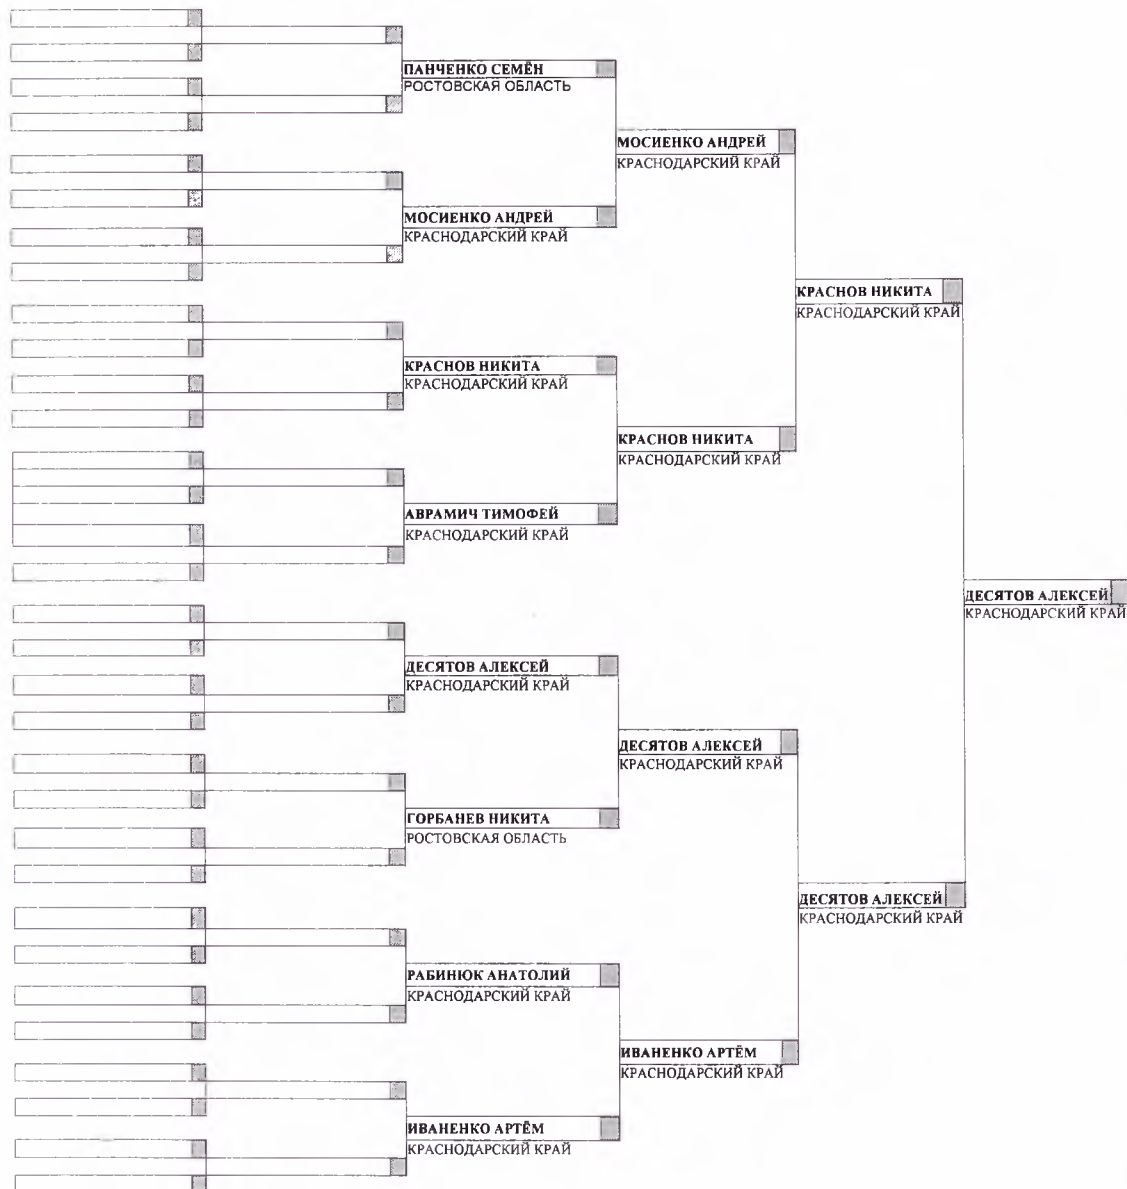 ПАНЧЕНКО СЕМЁН
РОСТОВСКАЯ ОБЛАСТЬ
МОСИЕНКО АНДРЕЙ
КРАСНОДАРСКИЙ КРАЙ
МОСИЕНКО АНДРЕЙ
КРАСНОДАРСКИЙ КРАЙ
КРАСНОВ НИКИТА
КРАСНОДАРСКИЙ КРАЙ
КРАСНОВ НИКИТА
КРАСНОДАРСКИЙ КРАЙ
КРАСНОВ НИКИТА
КРАСНОДАРСКИЙ КРАЙ
АВРАМИЧ ТИМОФЕЙ
КРАСНОДАРСКИЙ КРАЙ
ДЕСЯТОВ АЛЕКСЕЙ
КРАСНОДАРСКИЙ КРАЙ
ДЕСЯТОВ АЛЕКСЕЙ
КРАСНОДАРСКИЙ КРАЙ
ДЕСЯТОВ АЛЕКСЕЙ
КРАСНОДАРСКИЙ КРАЙ
ГОРБАНЕВ НИКИТА
РОСТОВСКАЯ ОБЛАСТЬ
ДЕСЯТОВ АЛЕКСЕЙ
КРАСНОДАРСКИЙ КРАЙ
РАБИНЮК АНАТОЛИЙ
КРАСНОДАРСКИЙ КРАЙ
ИВАНЕНКО АРТЁМ
КРАСНОДАРСКИЙ КРАЙ
ИВАНЕНКО АРТЁМ
КРАСНОДАРСКИЙ КРАЙ